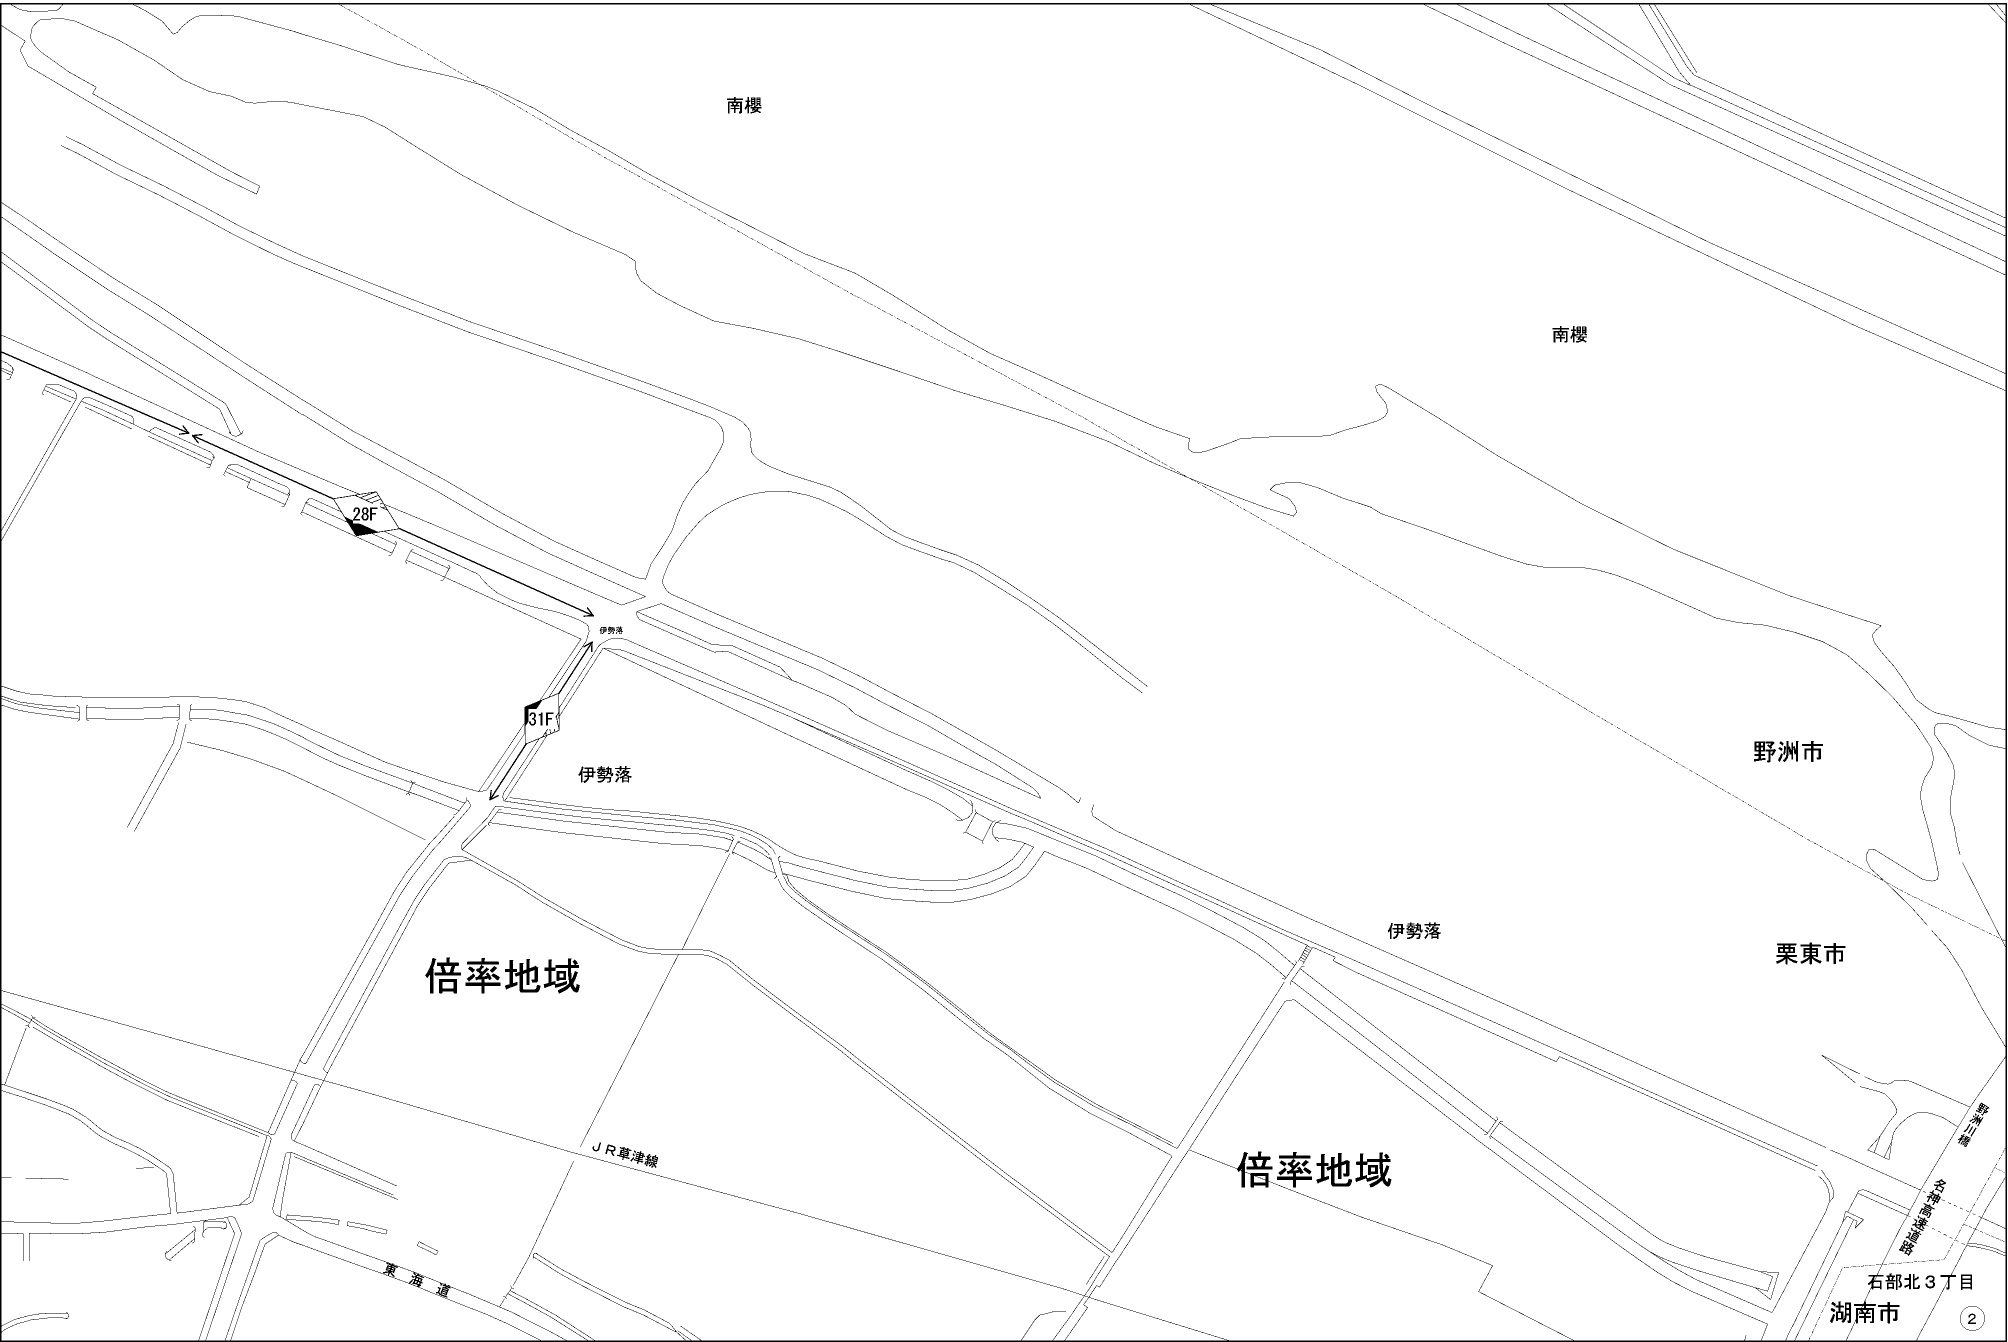 南櫻
南櫻
28F
伊勢落
31F
伊勢落
野洲市
伊勢落
栗東市
倍率地域
野洲川橋
JR草津線
倍率地域
名神高速道路
東海道
石部北3丁目
湖南市
2